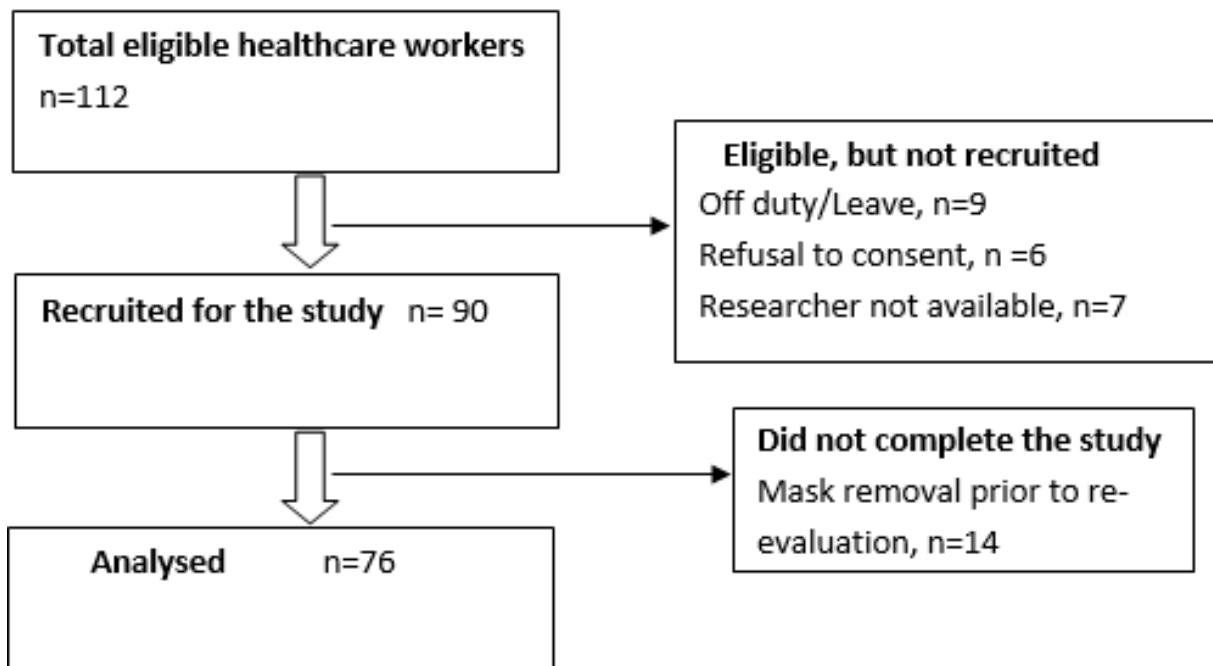 Total eligible healthcare workers
n=112
Eligible, but not recruited
Off duty/Leave, n=9
Refusal to consent, n =6
Researcher not available, n=7
Recruited for the study n= 90
Did not complete the study
Mask removal prior to re-
evaluation, n=14
Analysed n=76